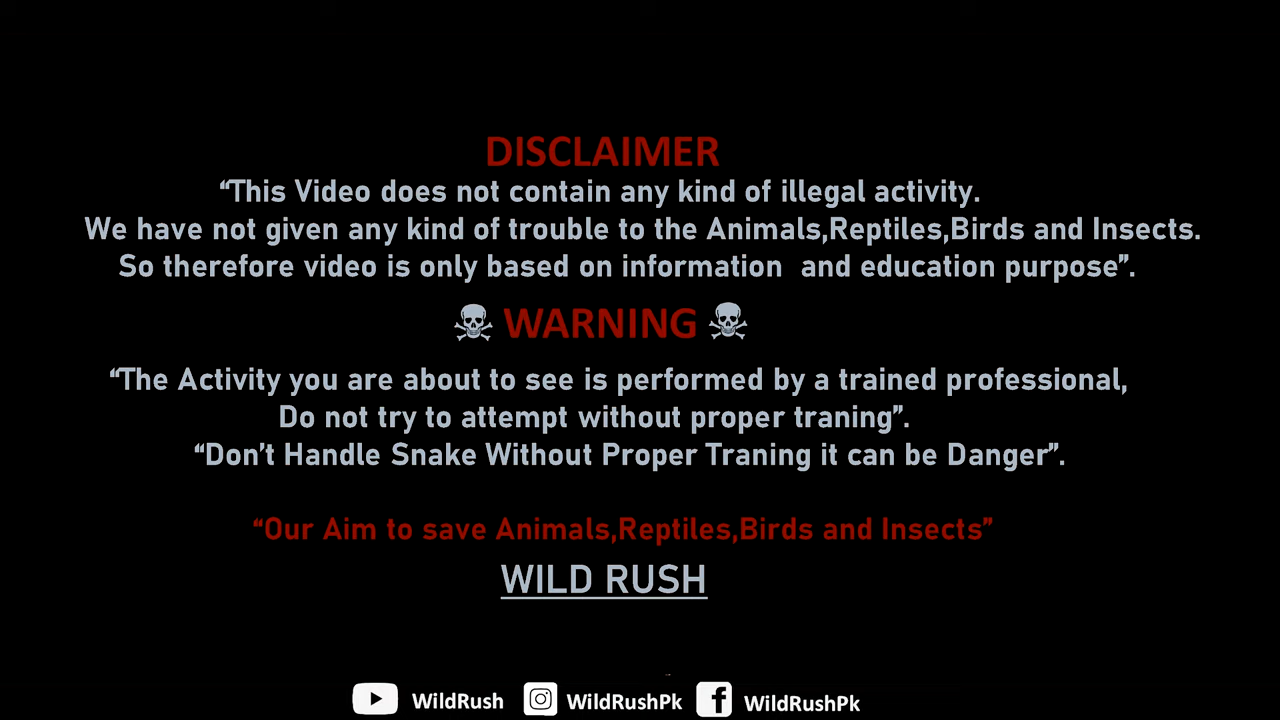 DISCLAIMER
“This Video does not contain any kind of illegal activity.
We have not given any kind of trouble to the Animals,Reptiles,Birds and Insects.
So therefore video is only based on information and education purpose”.
WARNING
“The Activity you are about to see is performed by a trained professional,
Do not try to attempt without proper traning”.
“Don’t Handle Snake Without Proper Traning it can be Danger”.
“Our Aim to save Animals,Reptiles,Birds and Insects”
WILD RUSH
WildRush WildRushPk WildRushPk